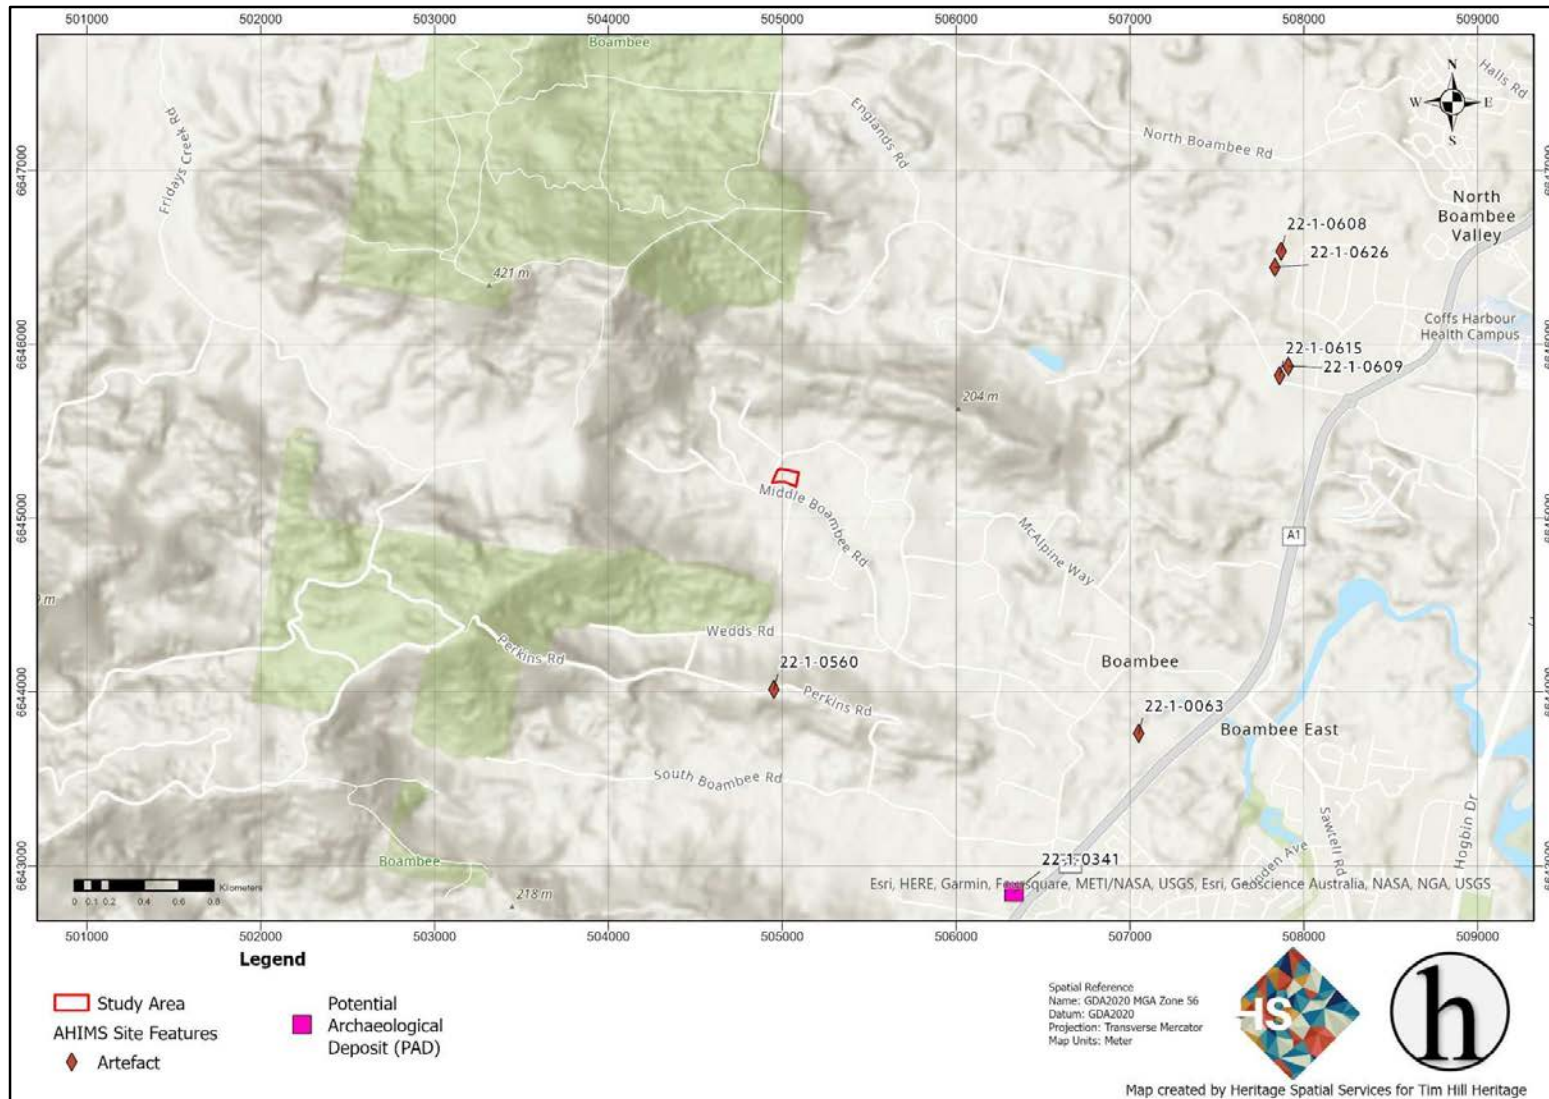 501000 502000 503000 504000 505000 506000 507000 508000 509000
Boambee
Halls Rd
N
W E
S
Englands Rd
North Boambee Rd
Fridays Creek Rd
6647000 6647000
North
Boambee
Valley
22-1-0608
22-1-0626
421 m
Coffs Harbour
Health Campus
6646000 6646000
22-1-0615
22-1-0609
204 m
Middle Boambee Rd
6645000 6645000
McAlpine Way
A1
m
Wedds Rd
Perkins Rd
Boambee
22-1-0560
6644000 6644000
Perkins Rd
22-1-0063
Boambee East
South Boambee Rd
Sawtell Rd
Hogbin Dr
Linden Ave
Boambee
22-1-0341
6643000 6643000
Kilometers
0 0.1 0.2 0.4 0.6 0.8
218 m
Esri, HERE, Garmin, Foursquare, METI/NASA, USGS, Esri, Geoscience Australia, NASA, NGA, USGS
501000 502000 503000 504000 505000 506000 507000 508000 509000
Legend
Study Area
AHIMS Site Features
Artefact
Potential
Archaeological
Deposit (PAD)
Spatial Reference
Name: GDA2020 MGA Zone 56
Datum: GDA2020
Projection: Transverse Mercator
Map Units: Meter
HS
h
Map created by Heritage Spatial Services for Tim Hill Heritage